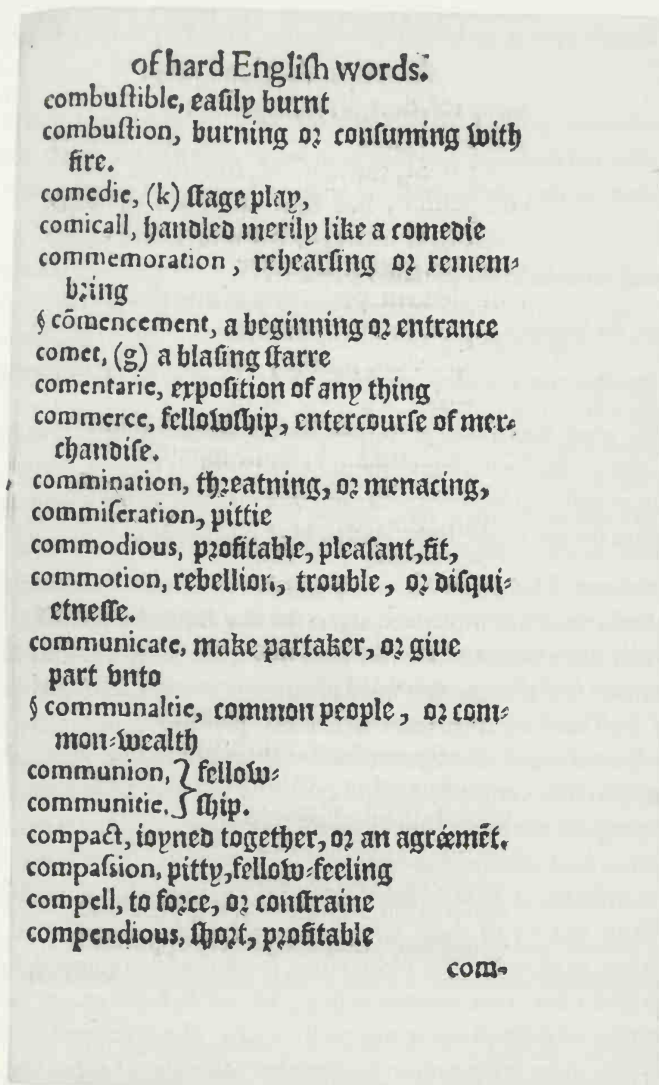 of hard Engliſh words.
combuſtible, eaſily burnt
combuſtion, burning or conſuming with
fire.
comedie, (k) ſtage play,
comicall, handled merily like a comedie
commemoration, rehearſing or remem-
bring
§ cōmencement, a beginning or entrance
comet, (g) a blaſing ſtarre
comentarie, expoſition of any thing
commerce, fellowſhip, entercourſe of mer-
chandiſe.
commination, threatning, or menacing,
commiſeration, pittie
commodious, profitable, pleaſant, fit,
commotion, rebellion, trouble, or diſqui-
etneſſe.
communicate, make partaker, or giue
part vnto
§ communaltie, common people, or com-
mon-wealth
communion, } fellow-
communitie. } ſhip.
compact, ioyned together, or an agréemēt.
compaſsion, pitty, fellow-feeling
compell, to force, or conſtraine
compendious, ſhort, profitable
com-